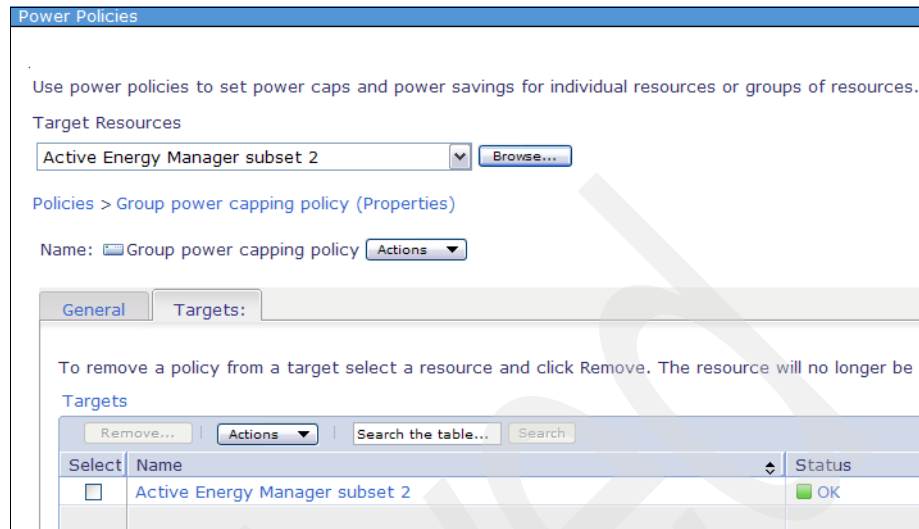 Power Policies
Use power policies to set power caps and power savings for individual resources or groups of resources.
Target Resources
Active Energy Manager subset 2 Browse...
Policies > Group power capping policy (Properties)
Name: Group power capping policy Actions
General Targets:
To remove a policy from a target select a resource and click Remove. The resource will no longer be
Targets
Remove... | Actions | Search the table... Search
Select Name Status
Active Energy Manager subset 2 OK